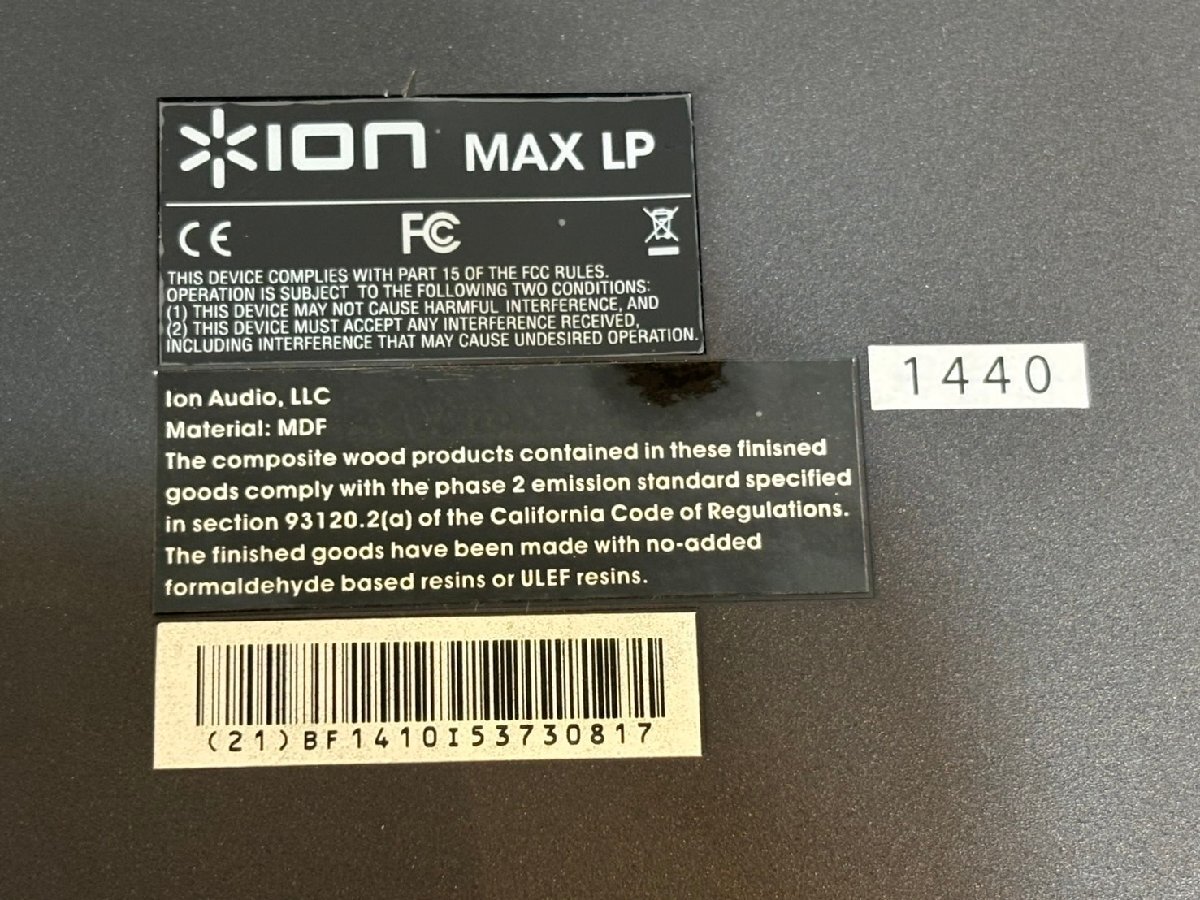 ION MAX LP
CE FC
THIS DEVICE COMPLIES WITH PART 15 OF THE FCC RULES.
OPERATION IS SUBJECT TO THE FOLLOWING TWO CONDITIONS:
(1) THIS DEVICE MAY NOT CAUSE HARMFUL INTERFERENCE, AND
(2) THIS DEVICE MUST ACCEPT ANY INTERFERENCE RECEIVED,
INCLUDING INTERFERENCE THAT MAY CAUSE UNDESIRED OPERATION.
1440
Ion Audio, LLC
Material: MDF
The composite wood products contained in these finisned
goods comply with the phase 2 emission standard specified
in section 93120.2(a) of the California Code of Regulations.
The finished goods have been made with no-added
formaldehyde based resins or ULEF resins.
(21)BF1410I53730817